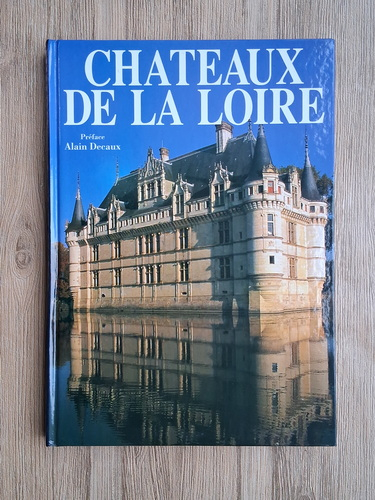 CHATEAUX
DE LA LOIRE
Préface
Alain Decaux